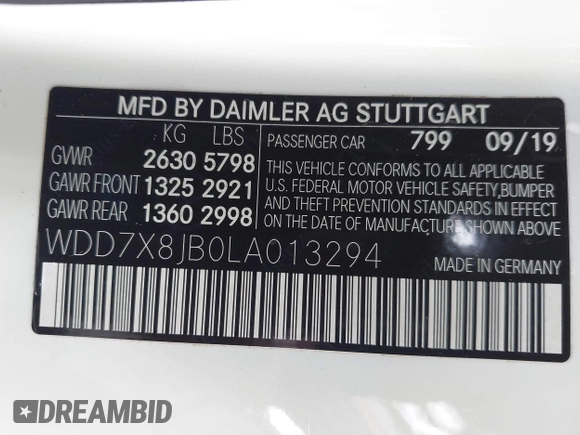 MFD BY DAIMLER AG STUTTGART
KG LBS
GVWR 2630 5798
GAWR FRONT 1325 2921
GAWR REAR 1360 2998
PASSENGER CAR 799 09/19
THIS VEHICLE CONFORMS TO ALL APPLICABLE
U.S. FEDERAL MOTOR VEHICLE SAFETY,BUMPER
AND THEFT PREVENTION STANDARDS IN EFFECT
ON THE DATE OF MANUFACTURE SHOWN ABOVE.
WDD7X8JB0LA013294
MADE IN GERMANY
DREAMBID